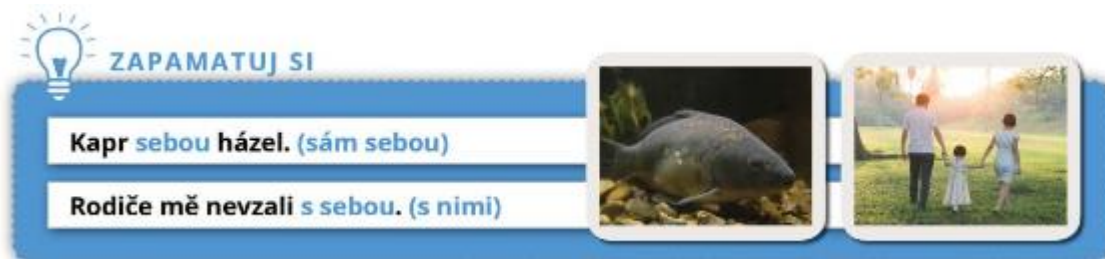 ZAPAMATUJ SI
Kapr sebou házel. (sám sebou)
Rodiče mě nevzali s sebou. (s nimi)